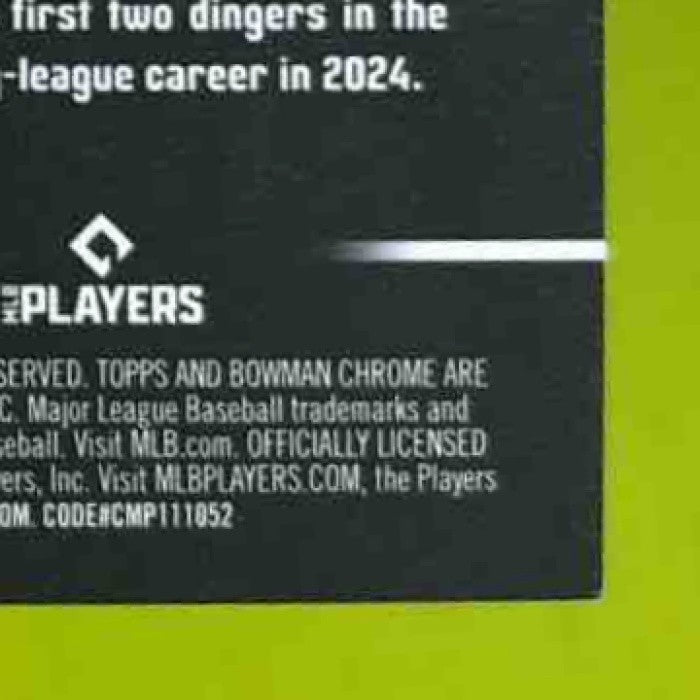 first two dingers in the
-league career in 2024.
MLB PLAYERS
SERVED. TOPPS AND BOWMAN CHROME ARE
C. Major League Baseball trademarks and
seball. Visit MLB.com. OFFICIALLY LICENSED
ers, Inc. Visit MLBPLAYERS.COM, the Players
OM. CODE#CMP111852